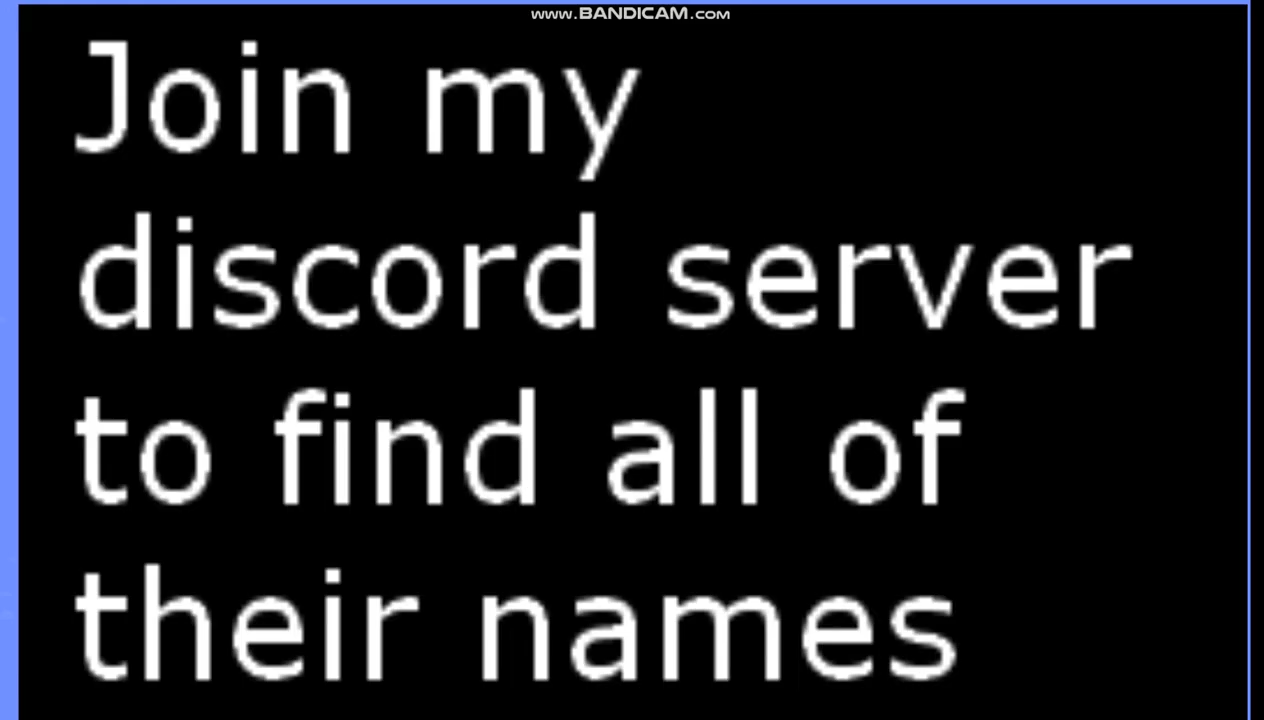 www.BANDICAM.com
Join my
discord server
to find all of
their names